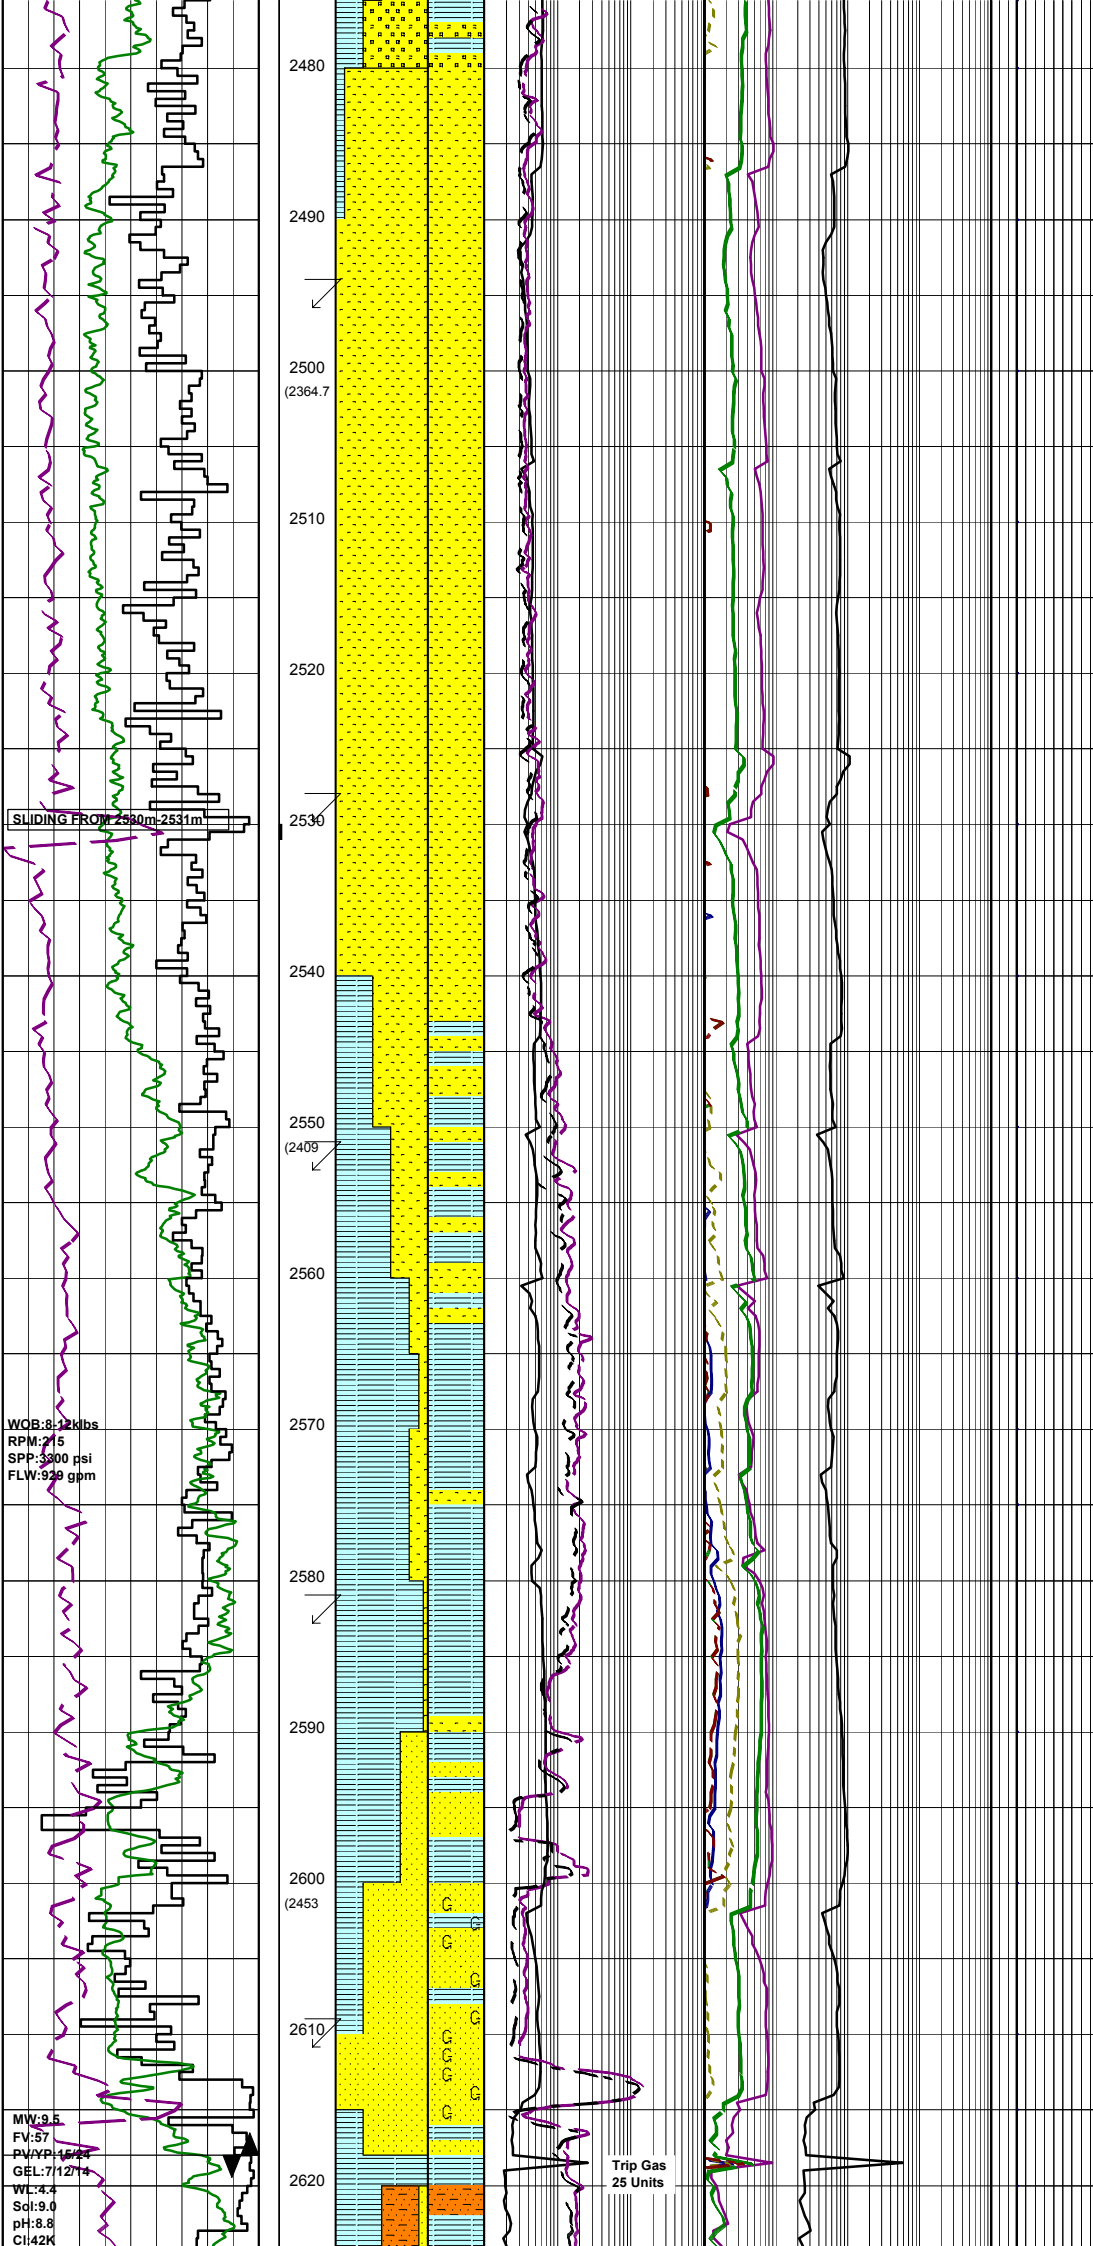 2480
2490
2500
(2364.7
2510
2520
SLIDING FROM 2530m-2531m
2530
2540
2550
(2409
2560
WOB:8-12klbs
RPM:215
SPP:3300 psi
FLW:929 gpm
2570
2580
2590
2600
(2453
G
G
G
G
G
2610
G
G
G
G
G
MW:9.5
FV:57
PV/YP:15/24
GEL:7/12/14
WL:4.4
Sol:9.0
pH:8.8
Cl:42K
2620
Trip Gas
25 Units